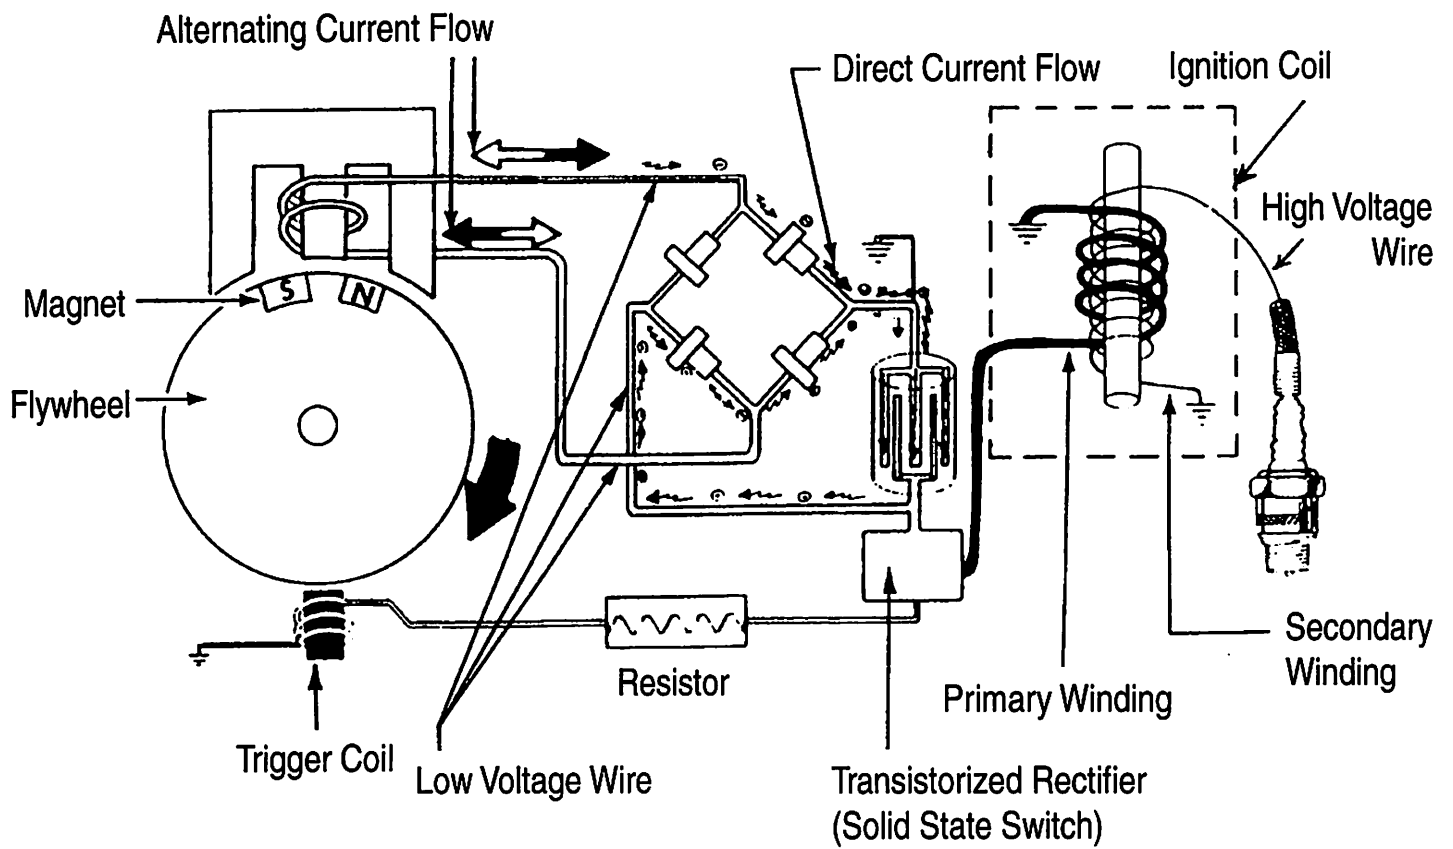 Alternating Current Flow
Direct Current Flow
Ignition Coil
High Voltage
Wire
Magnet
S
N
Flywheel
Resistor
Secondary
Winding
Primary Winding
Trigger Coil
Low Voltage Wire
Transistorized Rectifier
(Solid State Switch)